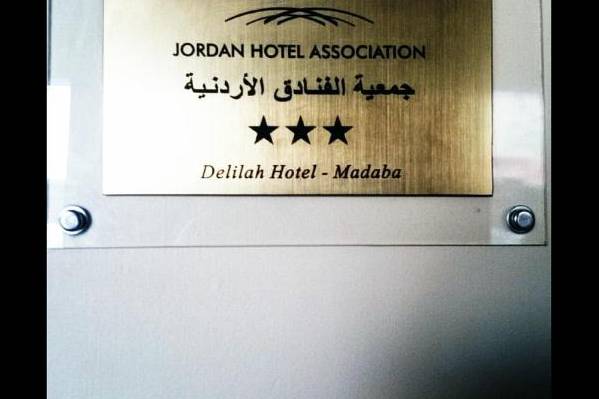 JORDAN HOTEL ASSOCIATION
جمعية الفنادق الأردنية
★★★
Delilah Hotel - Madaba